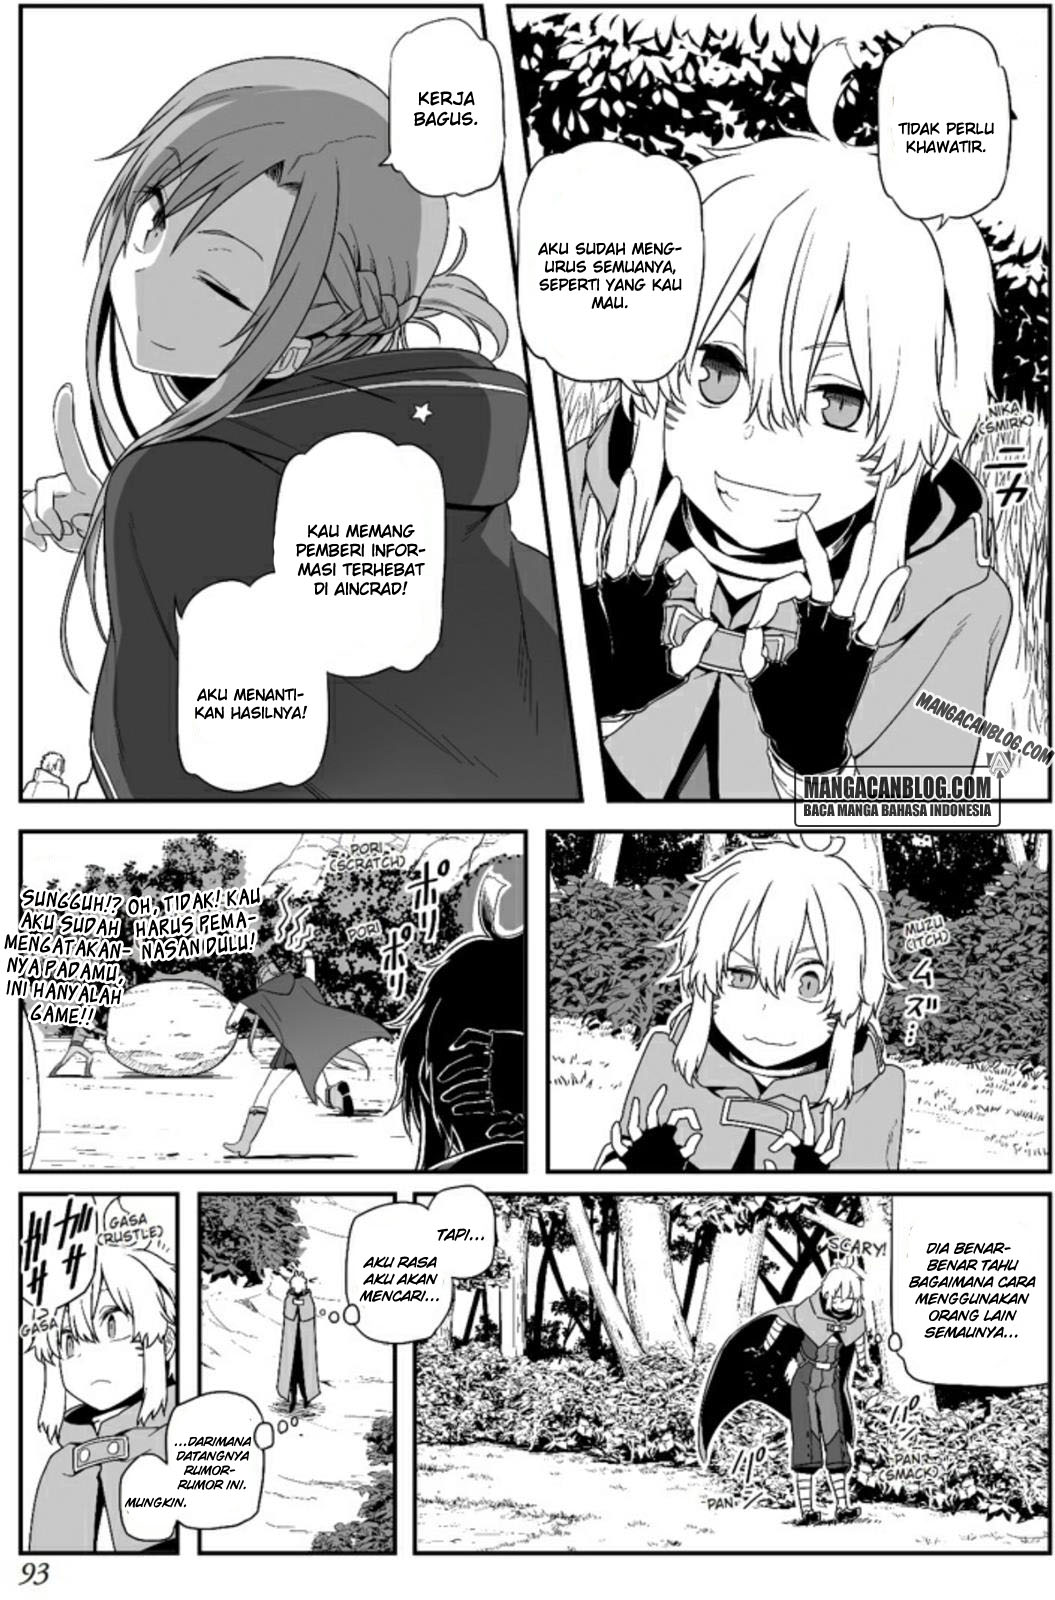 TIDAK PERLU
KHAWATIR.
AKU SUDAH MENG-
URUS SEMUANYA,
SEPERTI YANG KAU
MAU.
NIKA
(SMIRK)
ニカ
KERJA
BAGUS.
KAU MEMANG
PEMBERI INFOR-
MASI TERHEBAT
DI AINCRAD!
AKU MENANTI-
KAN HASILNYA!
MANGACANBLOG.COM
MANGACANBLOG.COM
BACA MANGA BAHASA INDONESIA
MUZU
(ITCH)
ムズ…
PORI
(SCRATCH)
ポリ
PORI
ポリ
OH, TIDAK! KAU
HARUS PEMA-
NASAN DULU!
SUNGGUH!?
AKU SUDAH
MENGATAKAN-
NYA PADAMU,
INI HANYALAH
GAME!!
DIA BENAR-
BENAR TAHU
BAGAIMANA CARA
MENGGUNAKAN
ORANG LAIN
SEMAUNYA...
SCARY!
PAN
(SMACK)
パン
PAN
パン
TAPI...
AKU RASA
AKU AKAN
MENCARI...
...DARIMANA
DATANGNYA
RUMOR-
RUMOR INI.
MUNGKIN.
GASA
(RUSTLE)
ガサ
GASA
ガサ
93